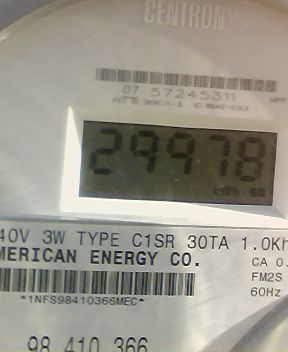 CENTRON®
07 57245311
29978
kWh
40V 3W TYPE C1SR 30TA 1.0Kh
MERICAN ENERGY CO.
CA 0.
FM2S
60Hz
*1NFS98410366MEC*
98 410 366